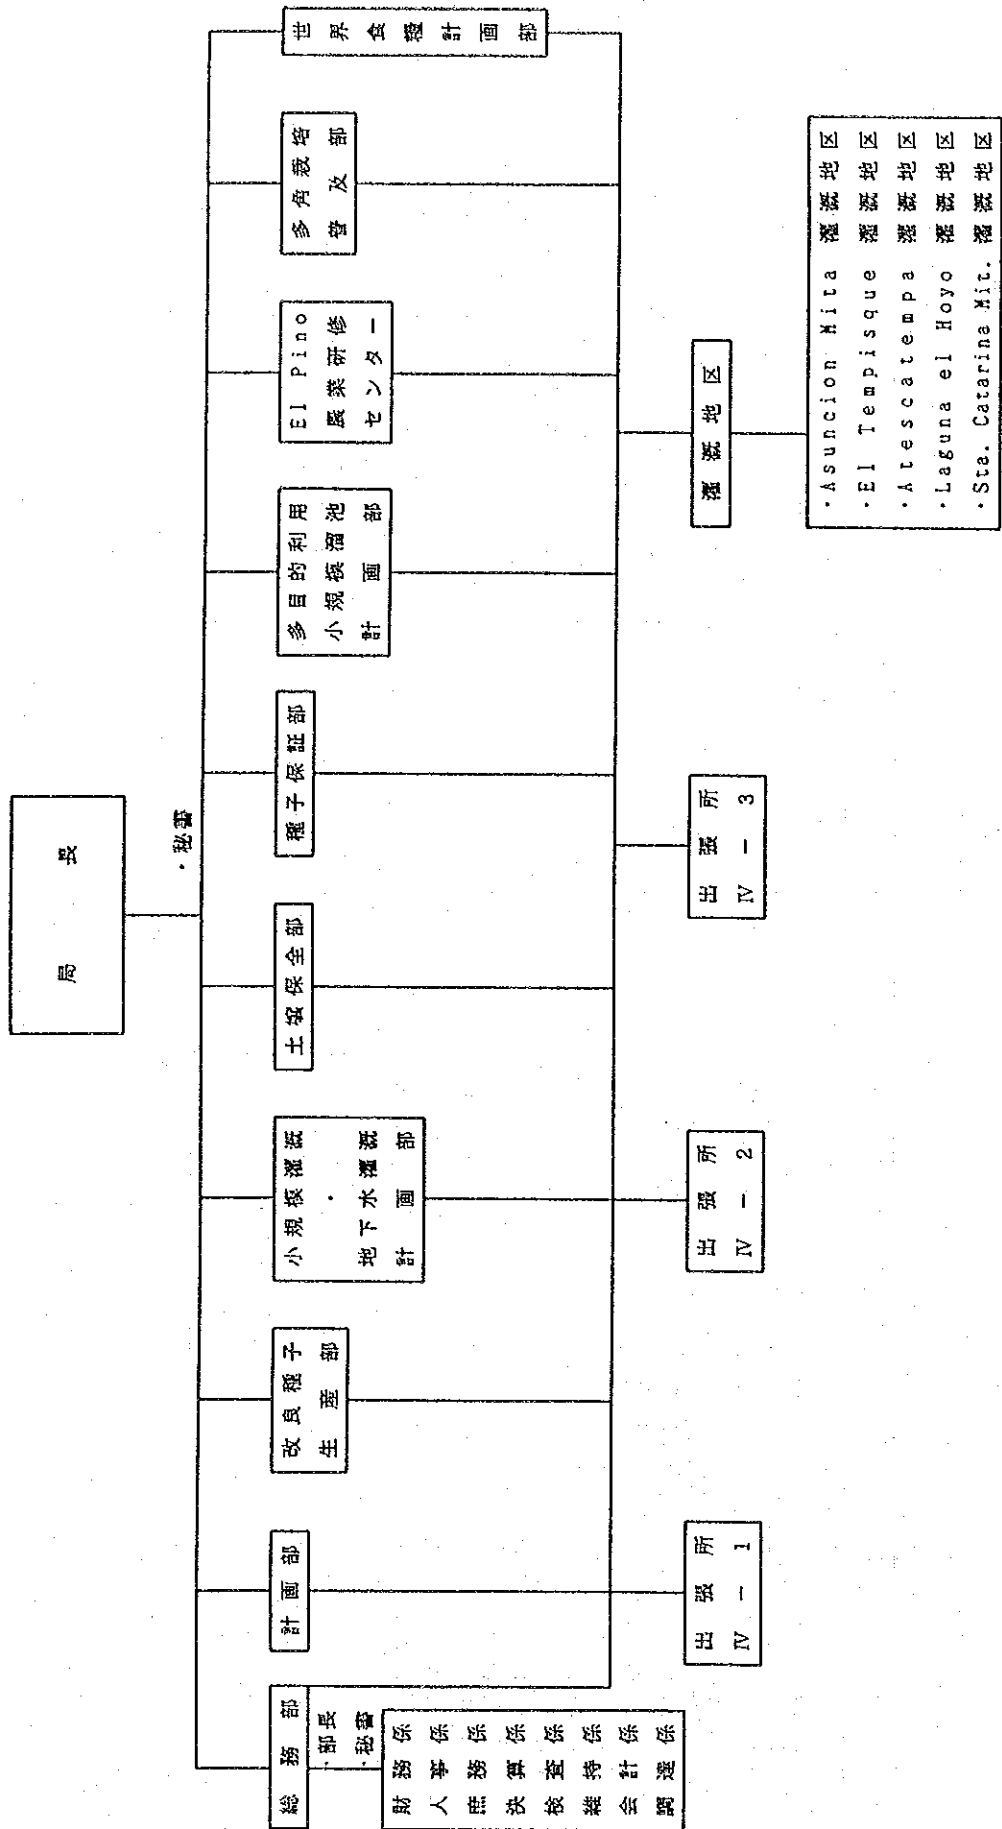 局長
・秘書
総務部
・部長
・秘書
財務係
人事係
庶務係
決算係
検査係
維持係
会計係
調達係
計画部
改良種子
生産部
小規模灌漑
・
地下水灌漑
計画部
土壌保全部
種子保証部
多目的利用
小規模溜池
計画部
El Pino
農業研修
センター
多角栽培
普及部
世界食糧計画部
出張所
Ⅳ－1
出張所
Ⅳ－2
出張所
Ⅳ－3
灌漑地区
・Asuncion Mita 灌漑地区
・El Tempisque 灌漑地区
・Atescatempa 灌漑地区
・Laguna el Hoyo 灌漑地区
・Sta. Catarina Mit. 灌漑地区